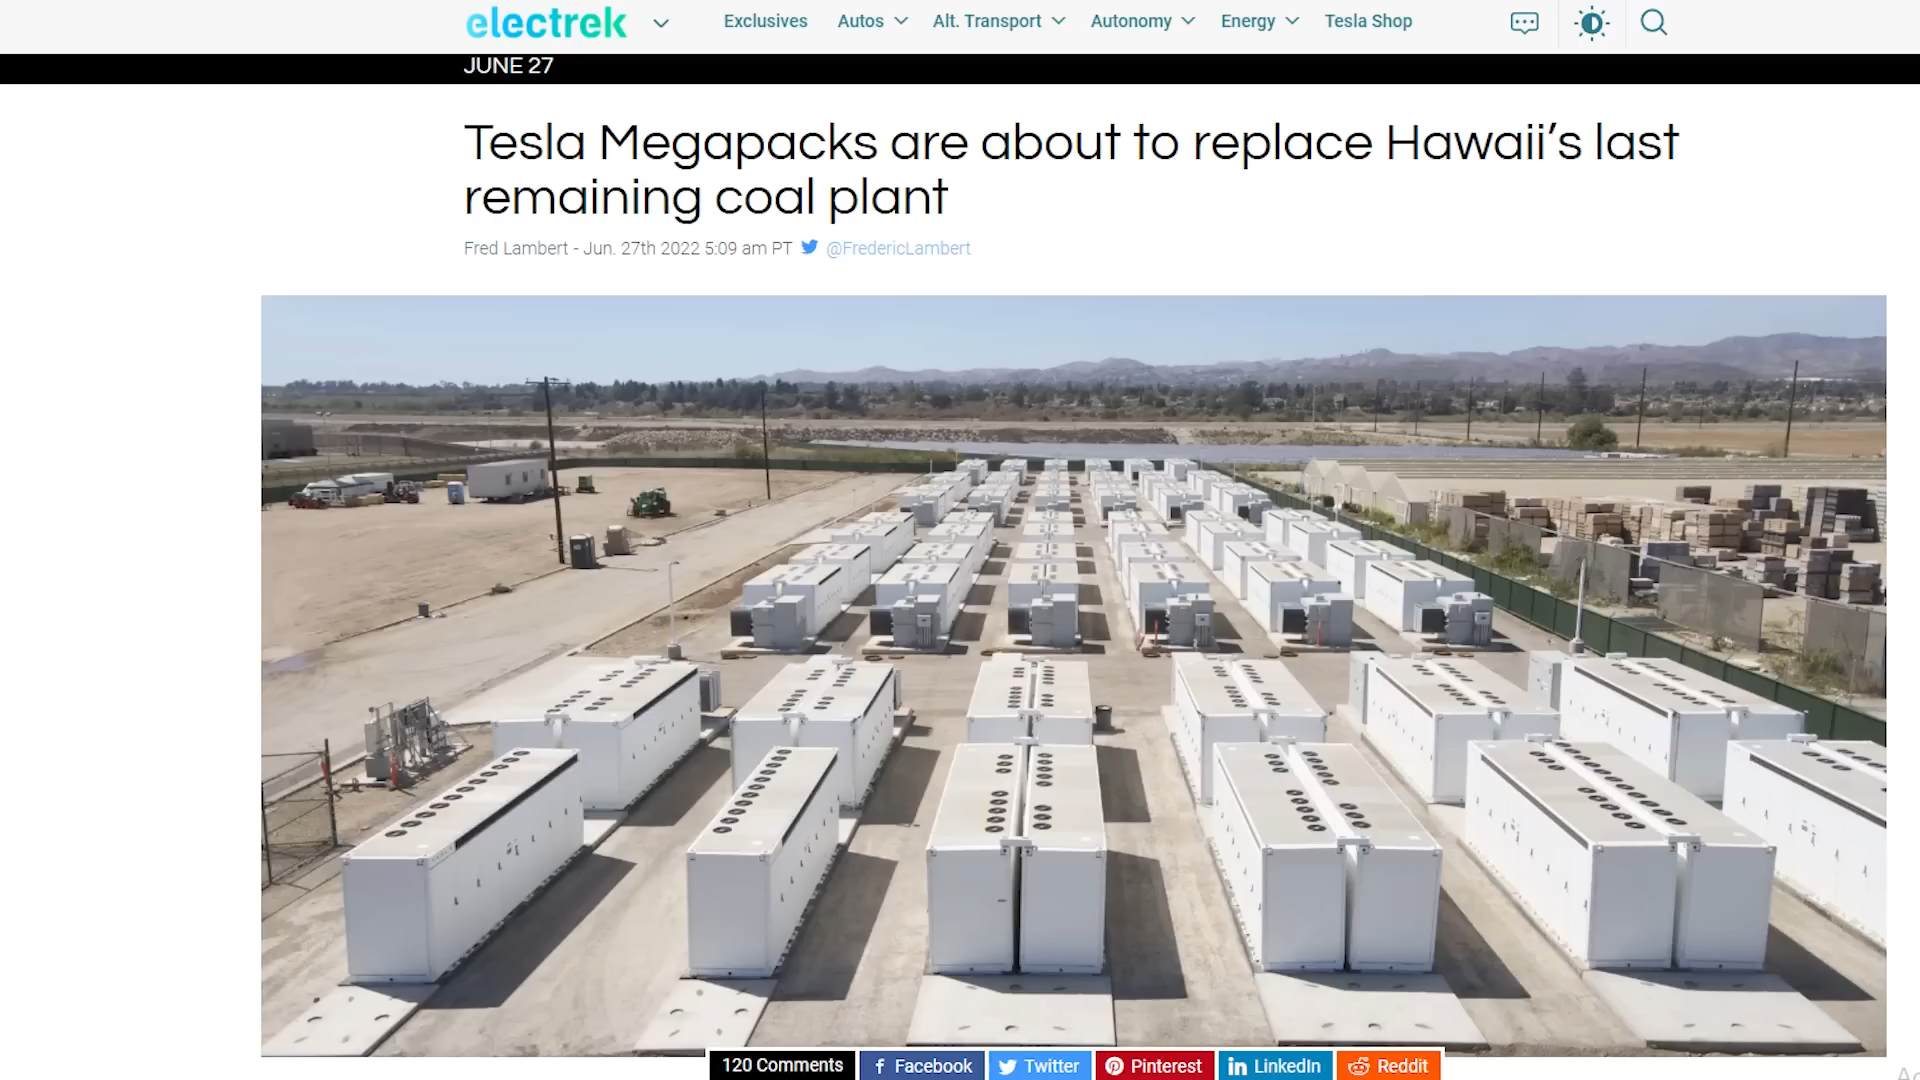 electrek
Exclusives Autos Alt. Transport Autonomy Energy Tesla Shop
JUNE 27
Tesla Megapacks are about to replace Hawaii’s last
remaining coal plant
Fred Lambert - Jun. 27th 2022 5:09 am PT @FredericLambert
120 Comments Facebook Twitter Pinterest LinkedIn Reddit